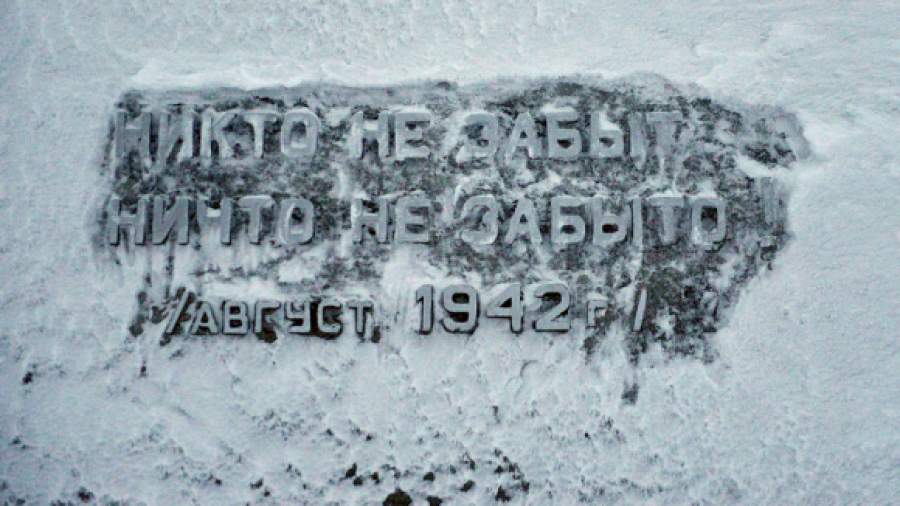 НИКТО НЕ ЗАБЫТ
НИЧТО НЕ ЗАБЫТО !
/АВГУСТ 1942 г/